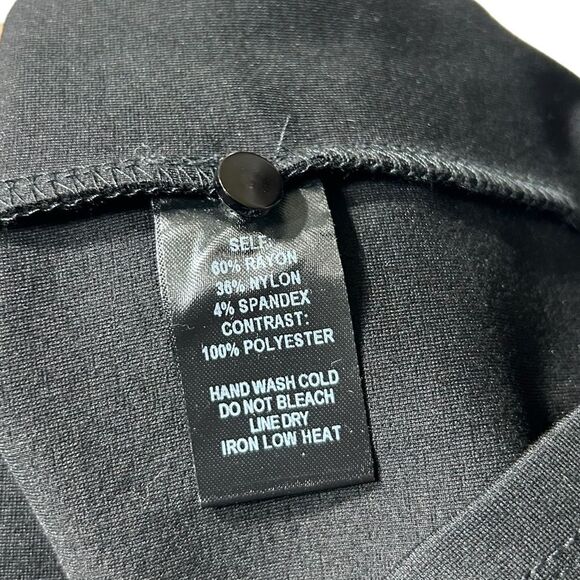 SELF:
60% RAYON
36% NYLON
4% SPANDEX
CONTRAST:
100% POLYESTER
HAND WASH COLD
DO NOT BLEACH
LINE DRY
IRON LOW HEAT